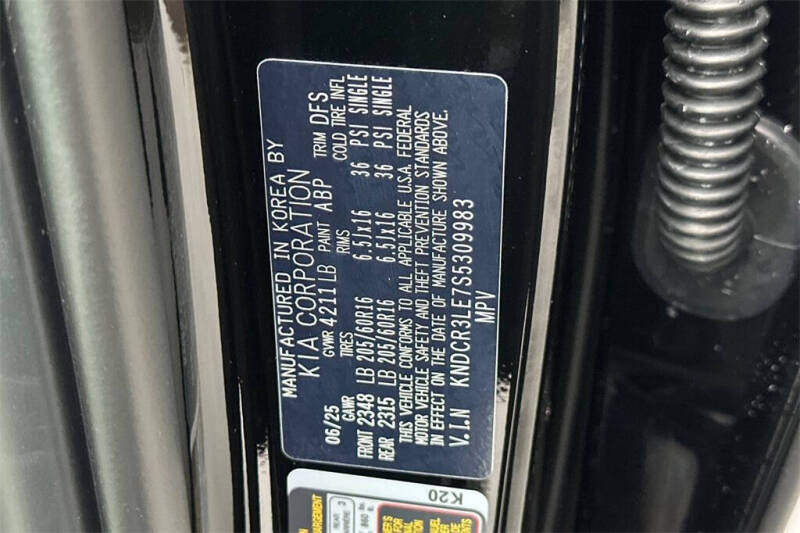 MANUFACTURED IN KOREA BY
KIA CORPORATION
06/25 GVWR 4211 LB PAINT ABP TRIM DFS
GAWR TIRES RIMS COLD TIRE INFL
FRONT 2348 LB 205/60R16 6.5Jx16 36 PSI SINGLE
REAR 2315 LB 205/60R16 6.5Jx16 36 PSI SINGLE
THIS VEHICLE CONFORMS TO ALL APPLICABLE U.S.A. FEDERAL
MOTOR VEHICLE SAFETY AND THEFT PREVENTION STANDARDS
IN EFFECT ON THE DATE OF MANUFACTURE SHOWN ABOVE.
V.I.N KNDCR3LE7S5309983
MPV
K20
REAR 3
860